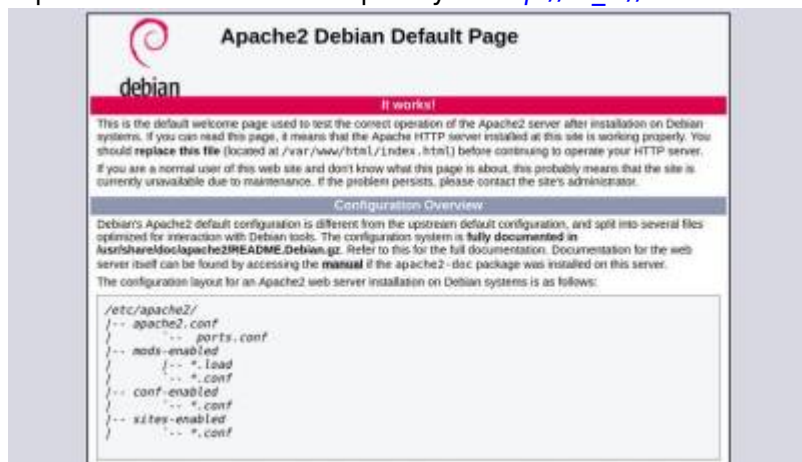 Apache2 Debian Default Page
debian
It works!
This is the default welcome page used to test the correct operation of the Apache2 server after installation on Debian
systems. If you can read this page, it means that the Apache HTTP server installed at this site is working properly. You
should replace this file (located at /var/www/html/index.html) before continuing to operate your HTTP server.
If you are a normal user of this web site and don't know what this page is about, this probably means that the site is
currently unavailable due to maintenance. If the problem persists, please contact the site's administrator.
Configuration Overview
Debian's Apache2 default configuration is different from the upstream default configuration, and split into several files
optimized for interaction with Debian tools. The configuration system is fully documented in
/usr/share/doc/apache2/README.Debian.gz. Refer to this for the full documentation. Documentation for the web
server itself can be found by accessing the manual if the apache2-doc package was installed on this server.
The configuration layout for an Apache2 web server installation on Debian systems is as follows:
/etc/apache2/
|-- apache2.conf
|       `--  ports.conf
|-- mods-enabled
|       |-- *.load
|       `-- *.conf
|-- conf-enabled
|       `-- *.conf
|-- sites-enabled
|       `-- *.conf